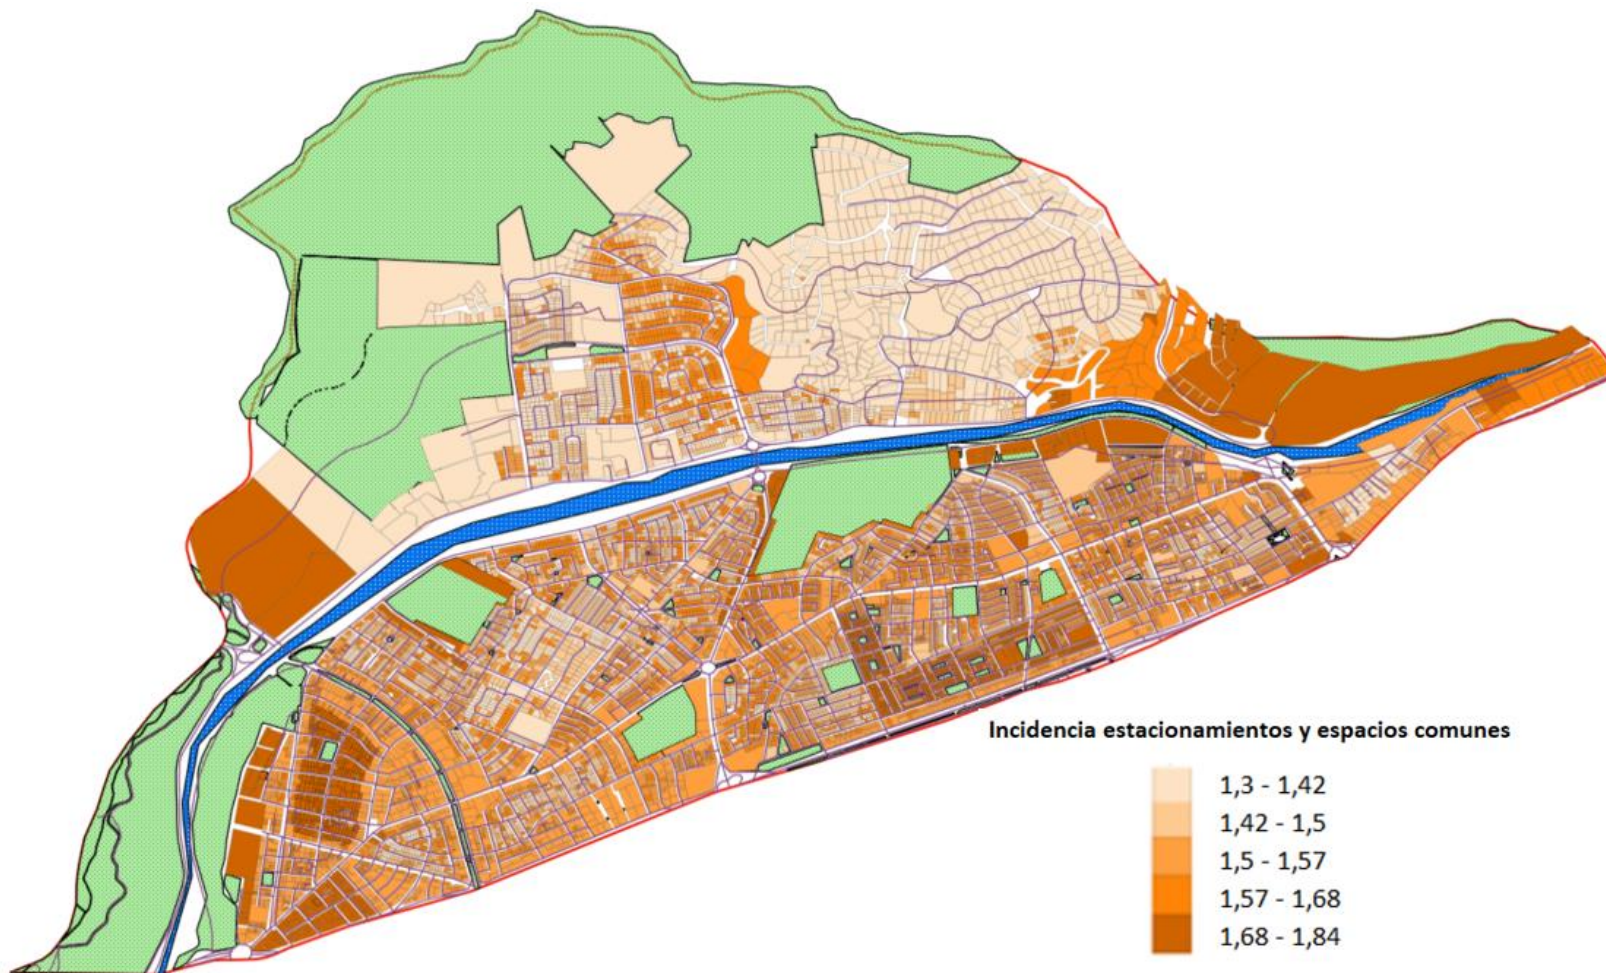 Incidencia estacionamientos y espacios comunes
1,3 - 1,42
1,42 - 1,5
1,5 - 1,57
1,57 - 1,68
1,68 - 1,84